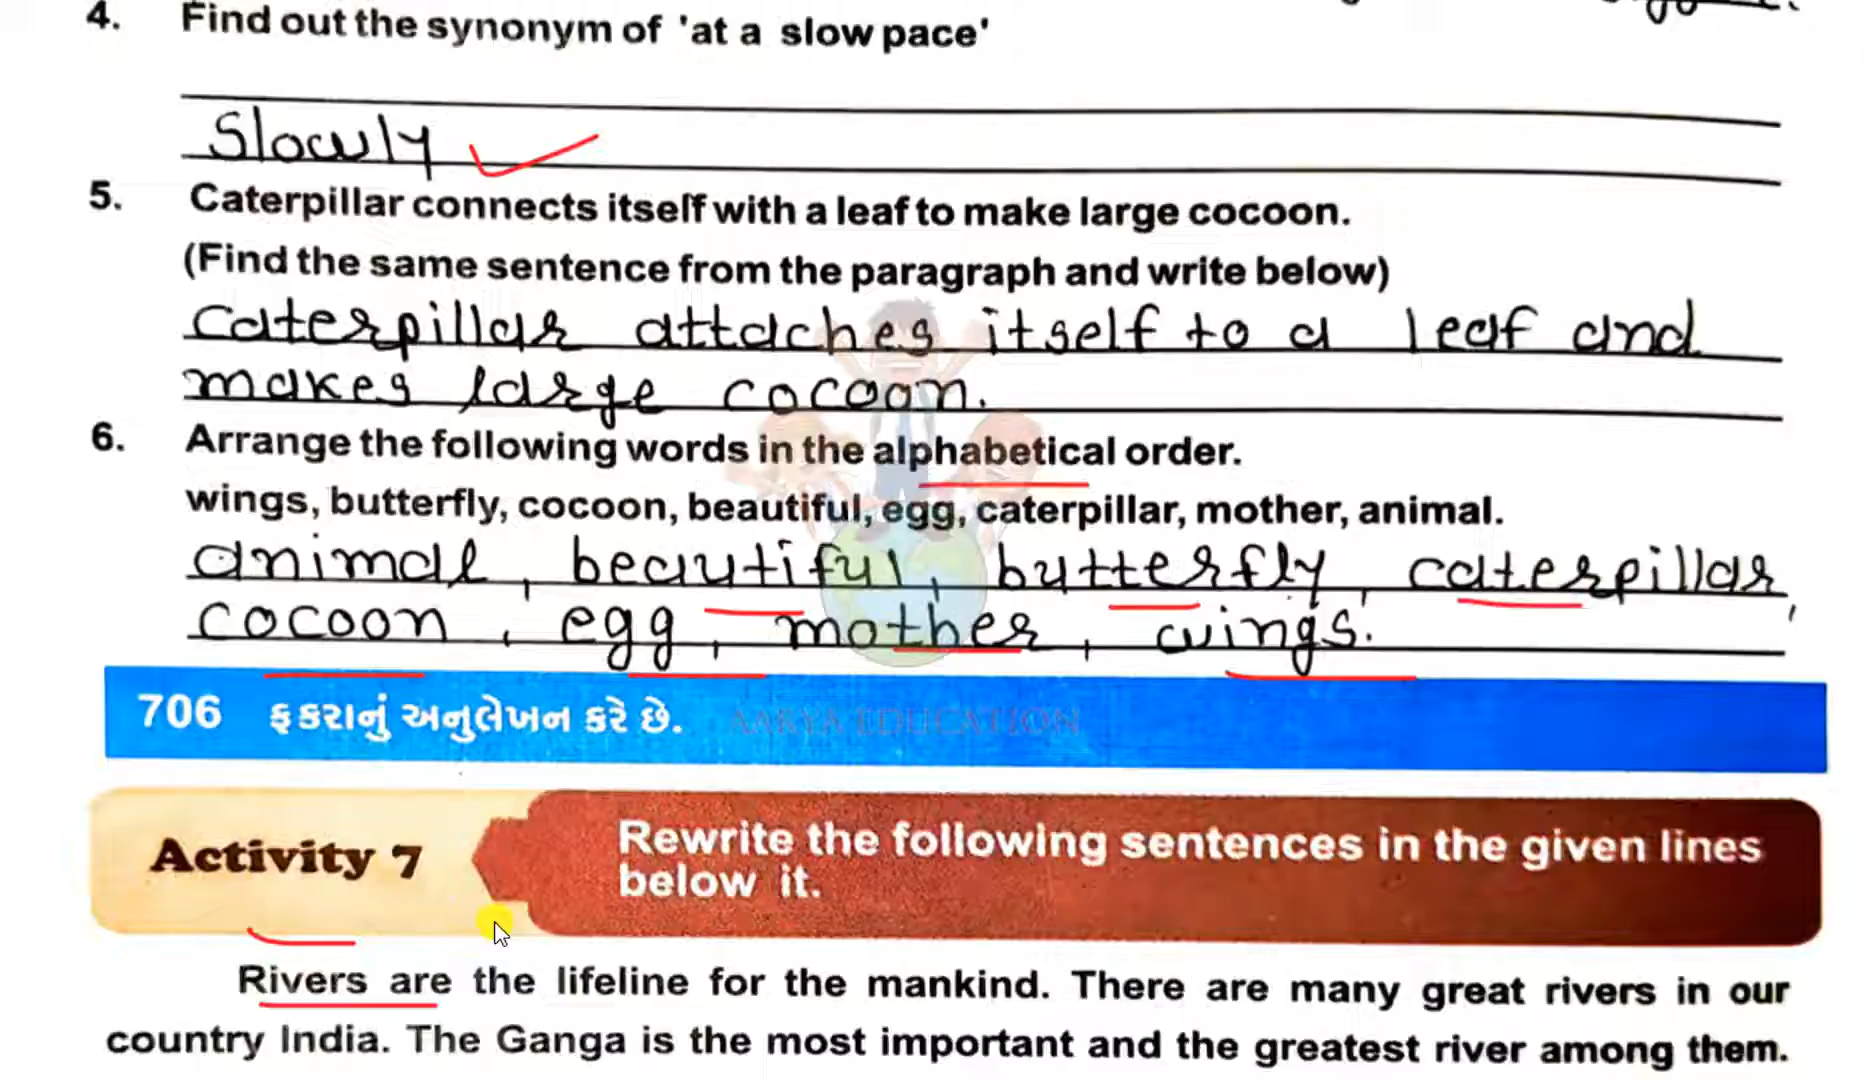 4. Find out the synonym of 'at a slow pace'
Slowly
5. Caterpillar connects itself with a leaf to make large cocoon.
(Find the same sentence from the paragraph and write below)
caterpillar attaches itself to a leaf and
makes large cocoon.
6. Arrange the following words in the alphabetical order.
wings, butterfly, cocoon, beautiful, egg, caterpillar, mother, animal.
animal, beautiful, butterfly, caterpillar,
cocoon, egg, mother, wings.
706 ફકરાનું અનુલેખન કરે છે. AARYA EDUCATION
Activity 7 Rewrite the following sentences in the given lines
below it.
Rivers are the lifeline for the mankind. There are many great rivers in our
country India. The Ganga is the most important and the greatest river among them.